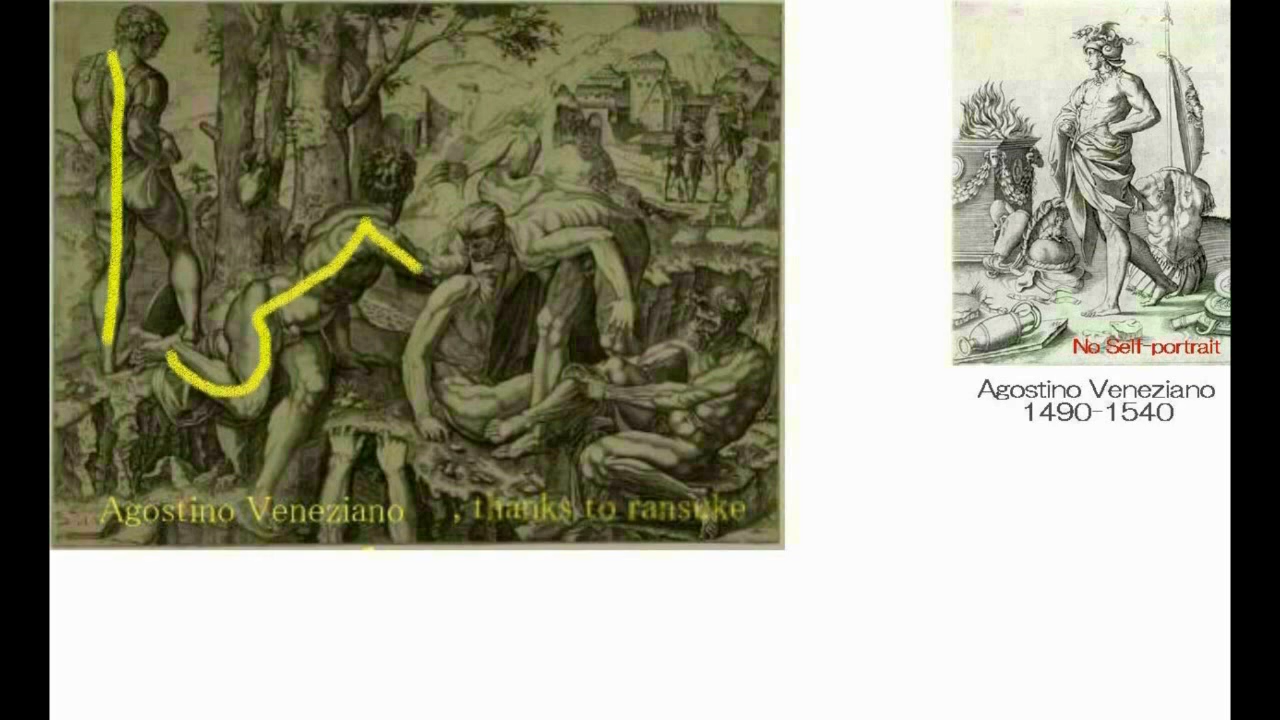 Agostino Veneziano , thanks to ransuke
No Self-portrait
Agostino Veneziano
1490-1540